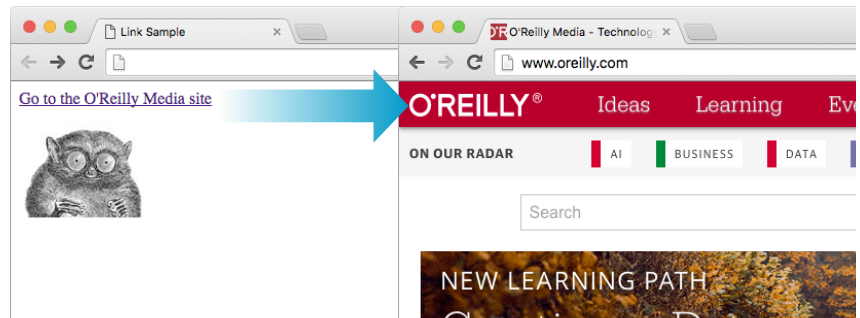 Link Sample
Go to the O'Reilly Media site
O'Reilly Media - Technolog
www.oreilly.com
O'REILLY®
Ideas
Learning
ON OUR RADAR
AI
BUSINESS
DATA
Search
NEW LEARNING PATH